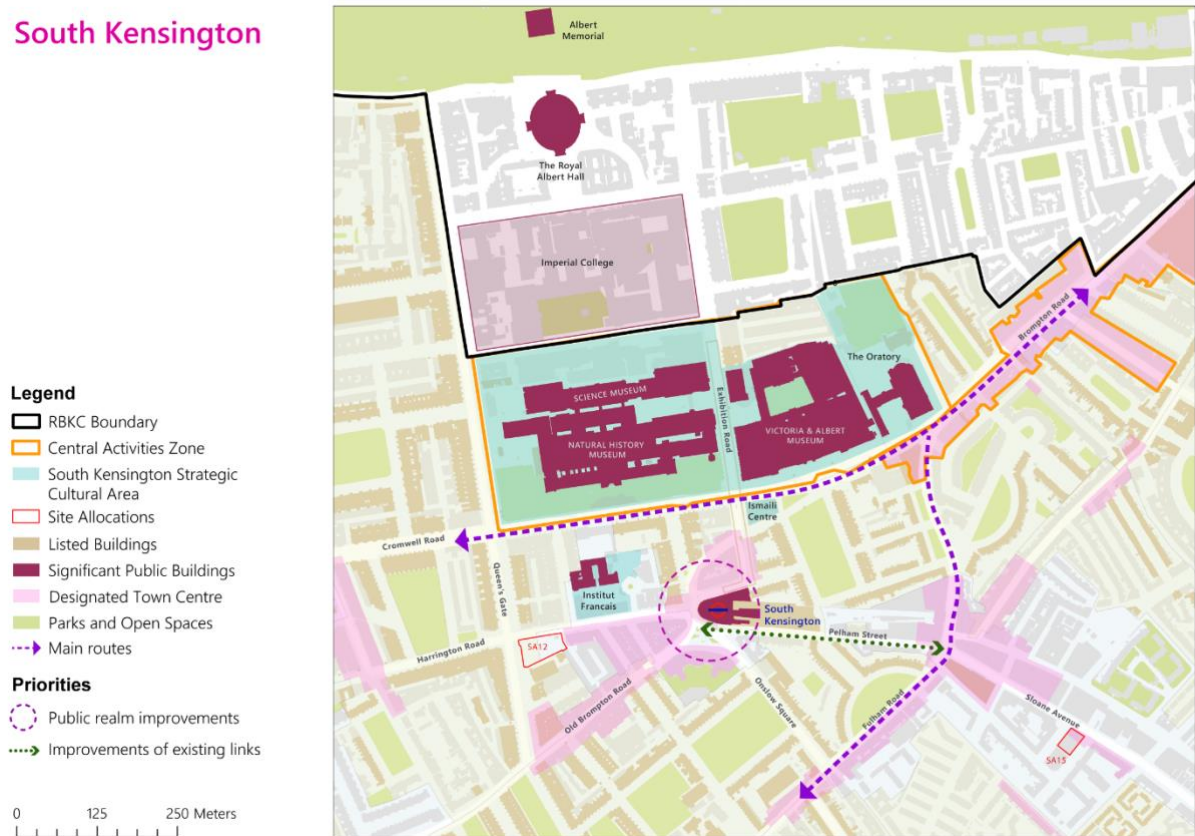 South Kensington
Legend
RBKC Boundary
Central Activities Zone
South Kensington Strategic
Cultural Area
Site Allocations
Listed Buildings
Significant Public Buildings
Designated Town Centre
Parks and Open Spaces
Main routes
Priorities
Public realm improvements
Improvements of existing links
0 125 250 Meters
Albert
Memorial
The Royal
Albert Hall
Imperial College
Brompton Road
The Oratory
SCIENCE MUSEUM
Exhibition Road
VICTORIA & ALBERT
MUSEUM
NATURAL HISTORY
MUSEUM
Ismaili
Centre
Cromwell Road
Queen's Gate
Institut
Francais
South
Kensington
Pelham Street
Harrington Road
SA12
Old Brompton Road
Onslow Square
Fulham Road
Sloane Avenue
SA13